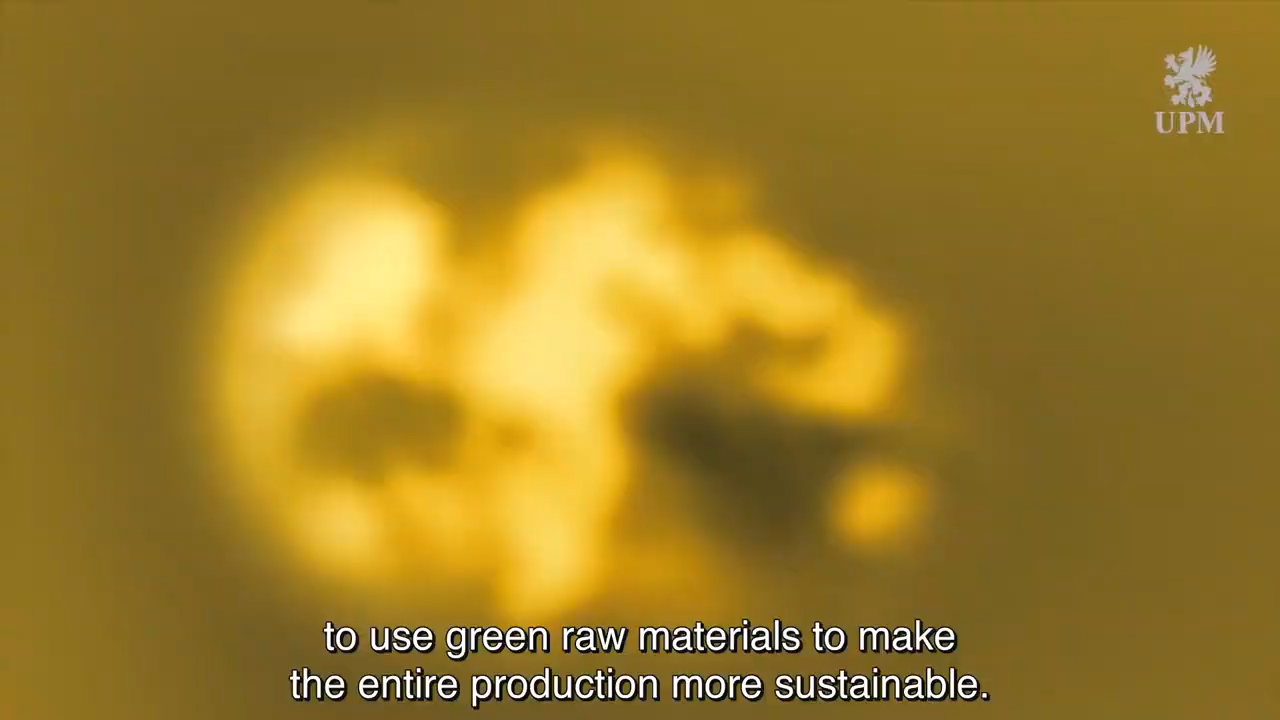 UPM
to use green raw materials to make
the entire production more sustainable.